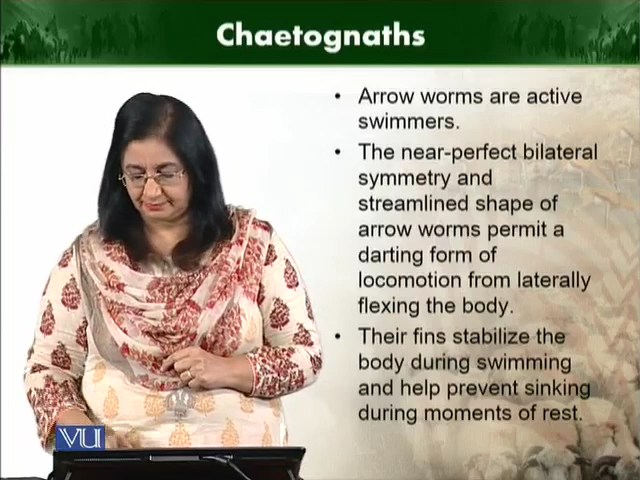 Chaetognaths
• Arrow worms are active
swimmers.
• The near-perfect bilateral
symmetry and
streamlined shape of
arrow worms permit a
darting form of
locomotion from laterally
flexing the body.
• Their fins stabilize the
body during swimming
and help prevent sinking
during moments of rest.
VU